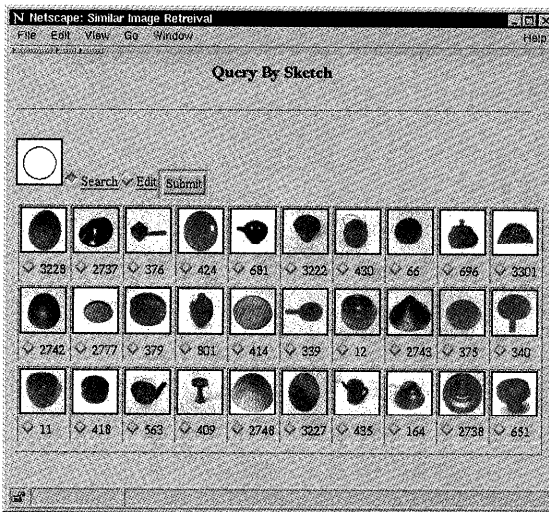 Netscape: Similar Image Retreival
File Edit View Go Window Help
Query By Sketch
Search Edit Submit
3228 2737 376 424 681 3222 430 66 696 3301
2742 2777 379 801 414 339 12 2743 375 340
11 418 563 409 2748 3227 435 164 2738 651